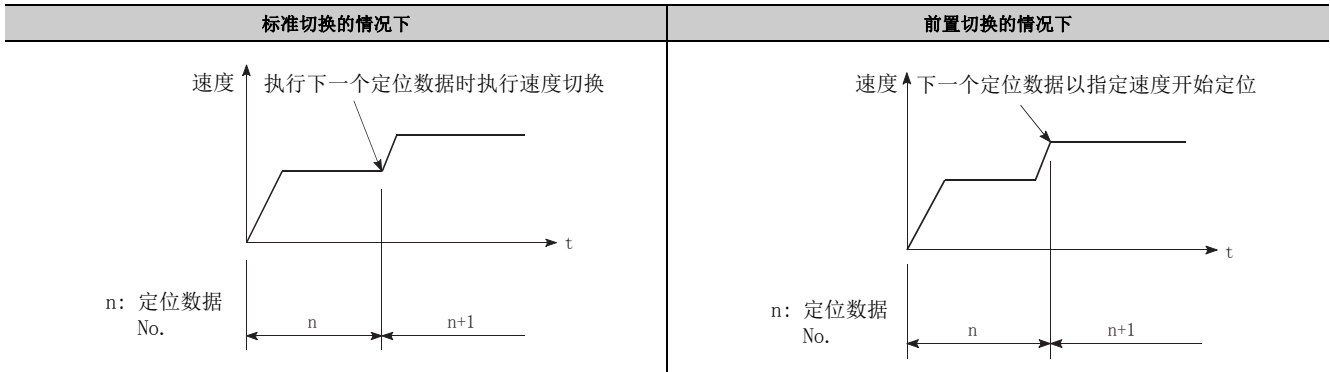 标准切换的情况下
前置切换的情况下
速度
执行下一个定位数据时执行速度切换
t
n: 定位数据
No.
n
n+1
速度
下一个定位数据以指定速度开始定位
t
n: 定位数据
No.
n
n+1